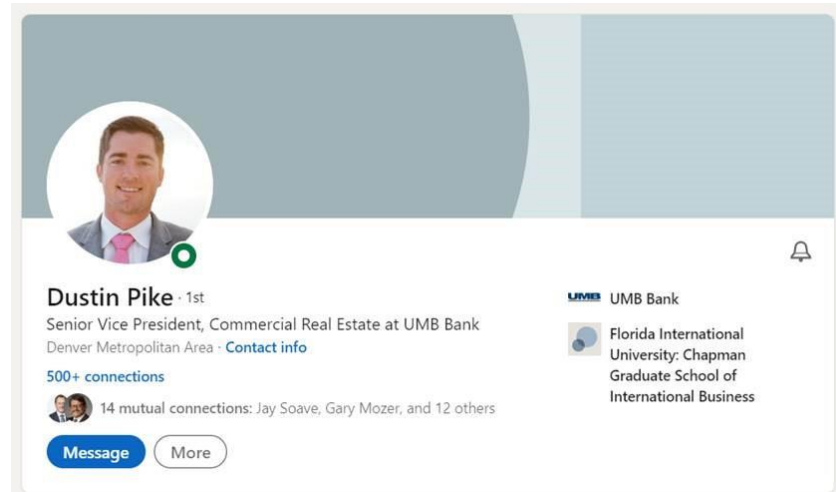 Dustin Pike · 1st
Senior Vice President, Commercial Real Estate at UMB Bank
Denver Metropolitan Area · Contact info
500+ connections
14 mutual connections: Jay Soave, Gary Mozer, and 12 others
Message
More
UMB
UMB Bank
Florida International
University: Chapman
Graduate School of
International Business